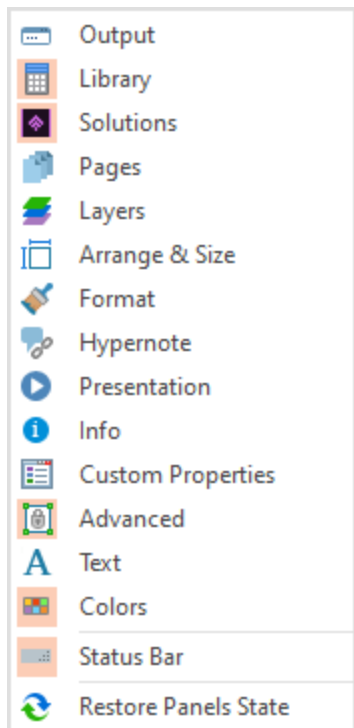 Output
Library
Solutions
Pages
Layers
Arrange & Size
Format
Hypernote
Presentation
Info
Custom Properties
Advanced
Text
Colors
Status Bar
Restore Panels State